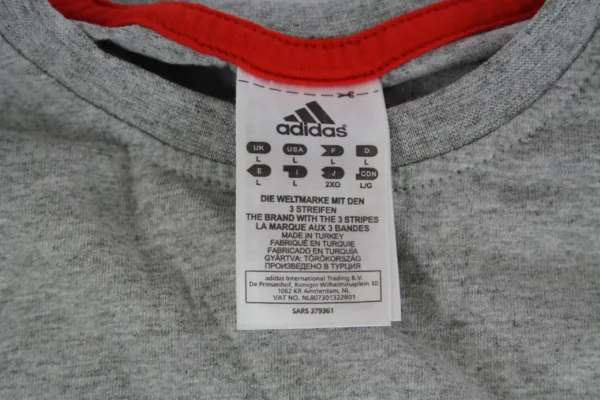 adidas
UK USA F D
L L L L
E I J CDN
L L 2XO L/G
DIE WELTMARKE MIT DEN
3 STREIFEN
THE BRAND WITH THE 3 STRIPES
LA MARQUE AUX 3 BANDES
MADE IN TURKEY
FABRIQUÉ EN TURQUIE
FABRICADO EN TURQUÍA
GYÁRTVA: TÖRÖKORSZÁG
ПРОИЗВЕДЕНО В ТУРЦИИ
adidas International Trading B.V.
De Prinsenhof, Koningin Wilhelminaplein 30
1062 KR Amsterdam, NL
VAT NO. NL807301322B01
SARS 379361